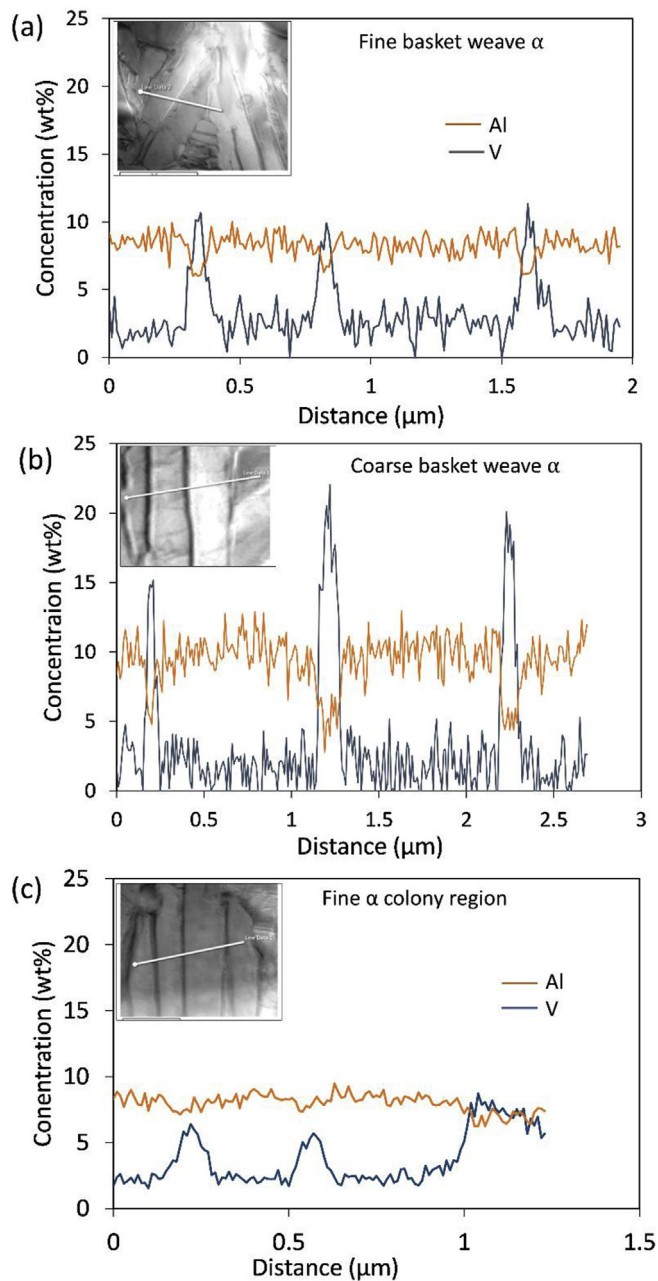 (a)
Fine basket weave α
Line Data 2
Al
V
Concentration (wt%)
25
20
15
10
5
0
0 0.5 1 1.5 2
Distance (μm)
(b)
Coarse basket weave α
Concentraion (wt%)
25
20
15
10
5
0
0 0.5 1 1.5 2 2.5 3
Distance (μm)
(c)
Fine α colony region
Al
V
Conentration (wt%)
25
20
15
10
5
0
0 0.5 1 1.5
Distance (μm)